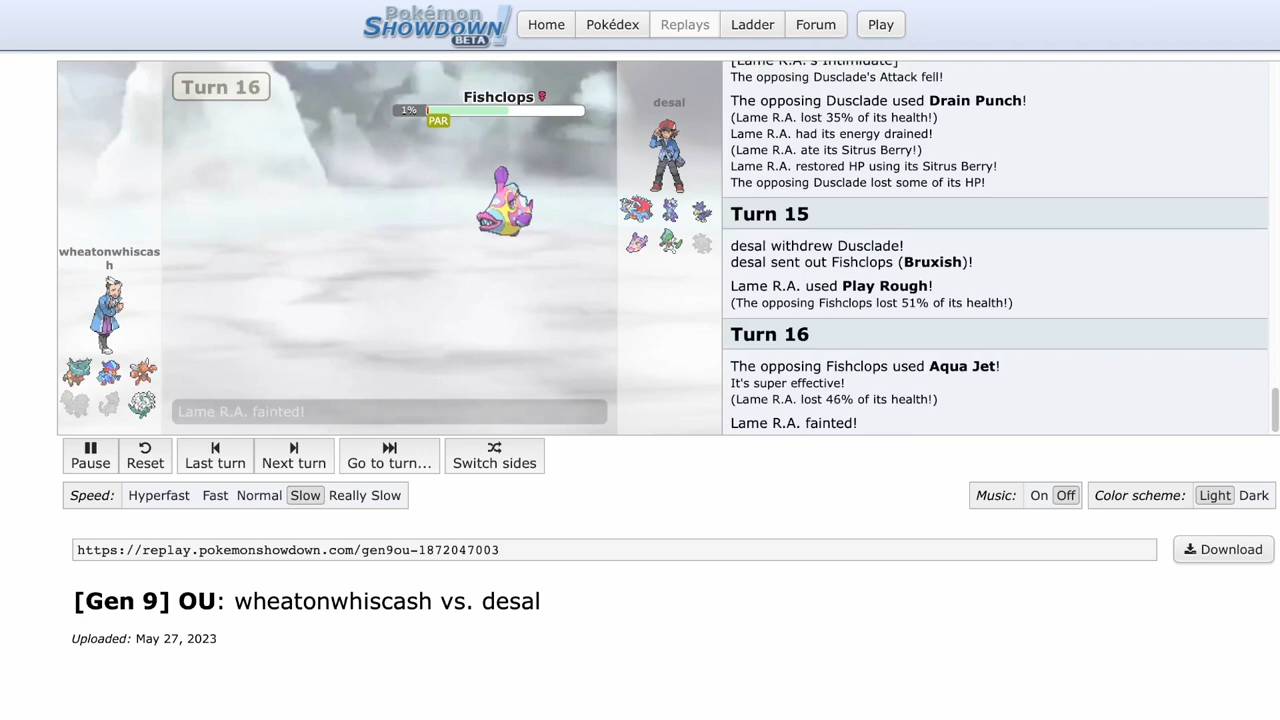 Pokémon
SHOWDOWN!
BETA
Home
Pokédex
Replays
Ladder
Forum
Play
Turn 16
Fishclops
1%
PAR
desal
wheatonwhiscas
h
Lame R.A. fainted!
[Lame R.A.'s Intimidate]
The opposing Dusclade's Attack fell!
The opposing Dusclade used Drain Punch!
(Lame R.A. lost 35% of its health!)
Lame R.A. had its energy drained!
(Lame R.A. ate its Sitrus Berry!)
Lame R.A. restored HP using its Sitrus Berry!
The opposing Dusclade lost some of its HP!
Turn 15
desal withdrew Dusclade!
desal sent out Fishclops (Bruxish)!
Lame R.A. used Play Rough!
(The opposing Fishclops lost 51% of its health!)
Turn 16
The opposing Fishclops used Aqua Jet!
It's super effective!
(Lame R.A. lost 46% of its health!)
Lame R.A. fainted!
Pause
Reset
Last turn
Next turn
Go to turn...
Switch sides
Speed: Hyperfast Fast Normal Slow Really Slow
Music: On Off
Color scheme: Light Dark
https://replay.pokemonshowdown.com/gen9ou-1872047003
Download
[Gen 9] OU: wheatonwhiscash vs. desal
Uploaded: May 27, 2023